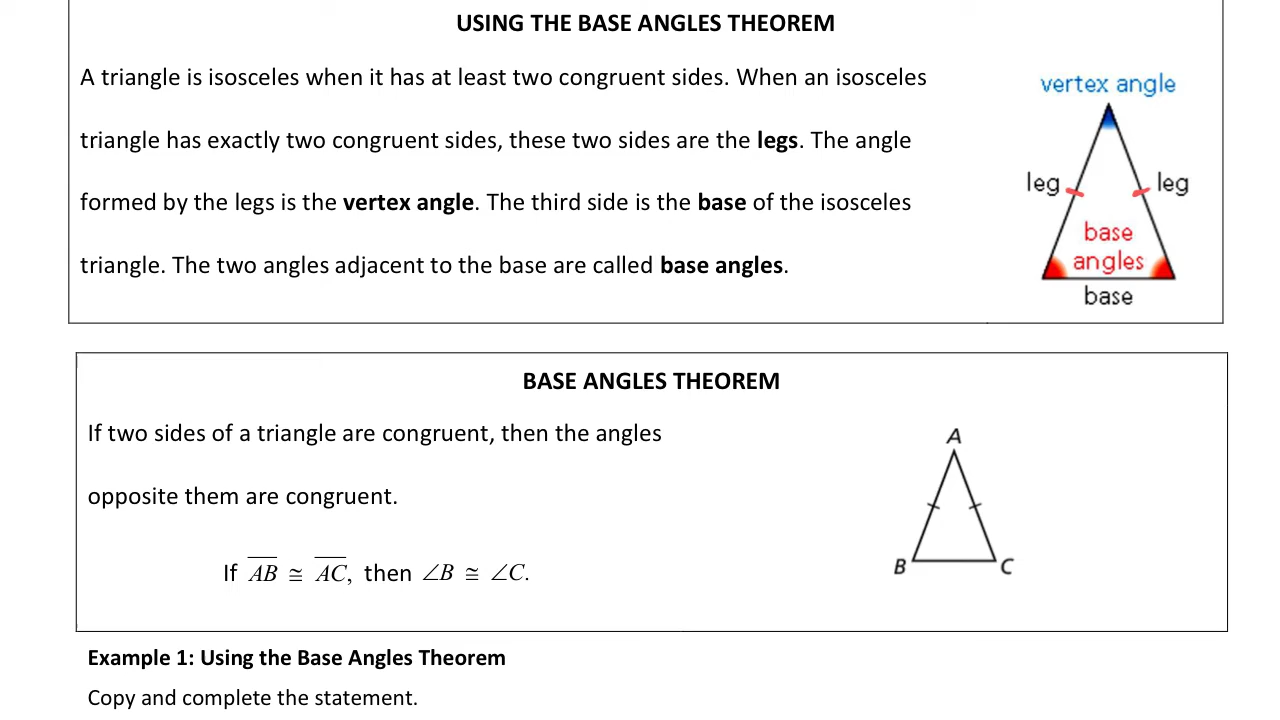 USING THE BASE ANGLES THEOREM
A triangle is isosceles when it has at least two congruent sides. When an isosceles
triangle has exactly two congruent sides, these two sides are the legs. The angle
formed by the legs is the vertex angle. The third side is the base of the isosceles
triangle. The two angles adjacent to the base are called base angles.
vertex angle
leg
leg
base
angles
base
BASE ANGLES THEOREM
If two sides of a triangle are congruent, then the angles
opposite them are congruent.
If A̅B̅ ≅ A̅C̅, then ∠B ≅ ∠C.
A
B
C
Example 1: Using the Base Angles Theorem
Copy and complete the statement.